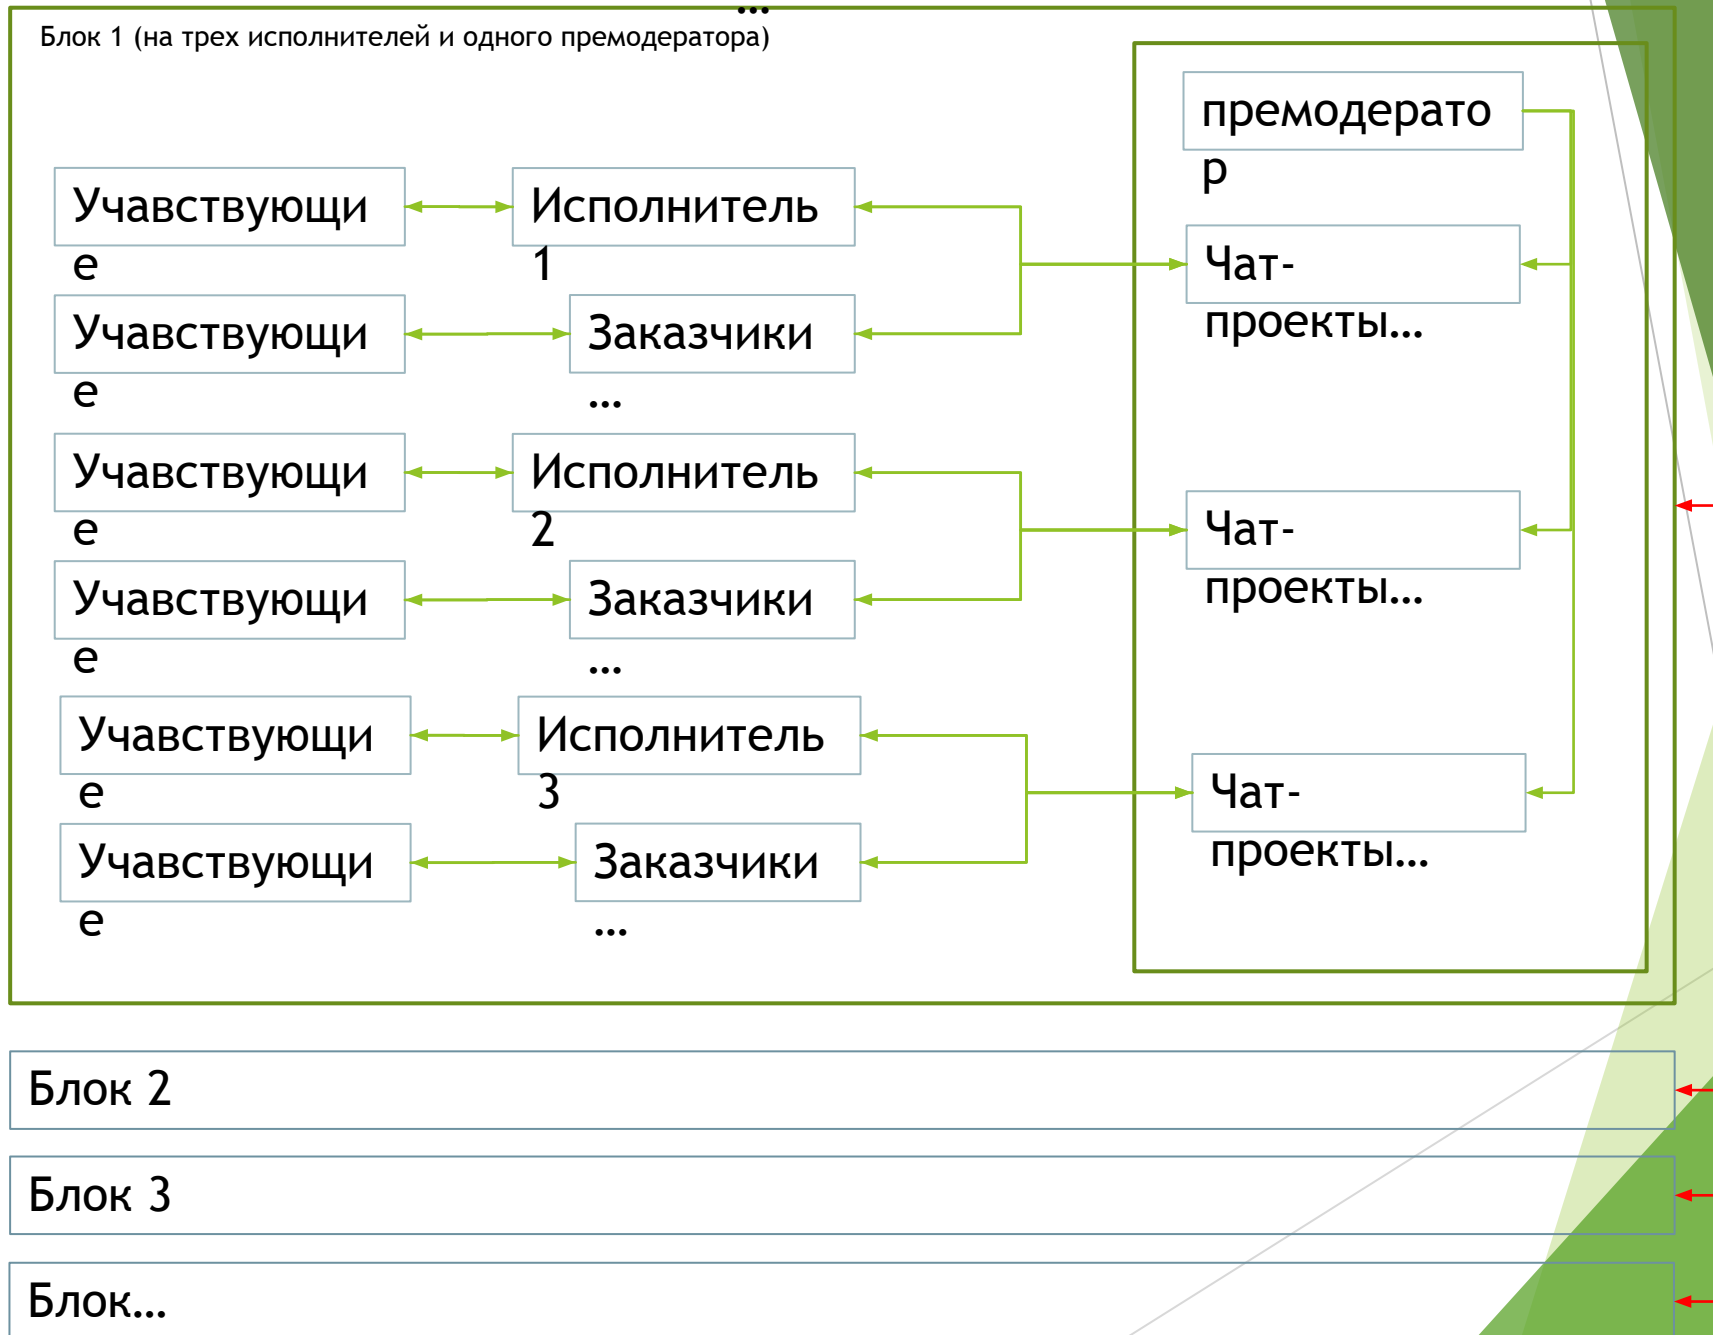 …
Блок 1 (на трех исполнителей и одного премодератора)
премодерато
р
Учавствующи
е
Исполнитель
1
Чат-
проекты…
Учавствующи
е
Заказчики
…
Учавствующи
е
Исполнитель
2
Чат-
проекты…
Учавствующи
е
Заказчики
…
Учавствующи
е
Исполнитель
3
Чат-
проекты…
Учавствующи
е
Заказчики
…
Блок 2
Блок 3
Блок…